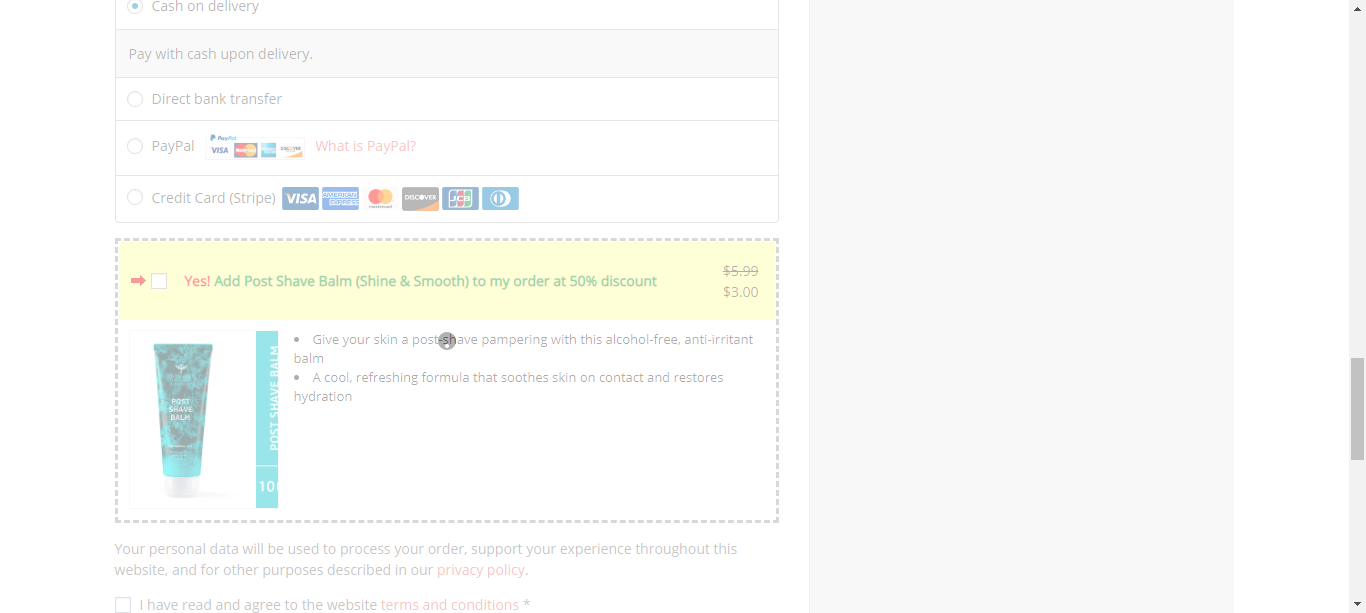 Cash on delivery
Pay with cash upon delivery.
Direct bank transfer
PayPal PayPal VISA DISCOVER What is PayPal?
Credit Card (Stripe) VISA AMERICAN EXPRESS mastercard DISCOVER JCB
Yes! Add Post Shave Balm (Shine & Smooth) to my order at 50% discount
$5.99
$3.00
POST
SHAVE
BALM
POST SHAVE BALM
10
Give your skin a post-shave pampering with this alcohol-free, anti-irritant
balm
A cool, refreshing formula that soothes skin on contact and restores
hydration
Your personal data will be used to process your order, support your experience throughout this
website, and for other purposes described in our privacy policy.
I have read and agree to the website terms and conditions *